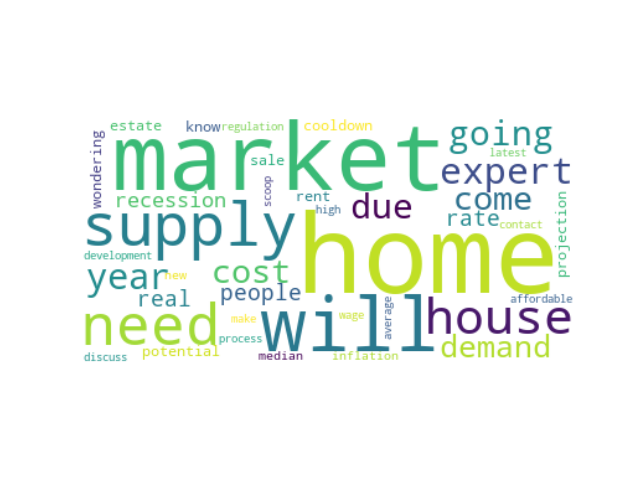 estate
know
regulation
cooldown
wondering
market
going
latest
sale
expert
recession
scoop
rent
due
come
high
supply
home
rate
contact
projection
development
year
new
cost
people
real
affordable
need
make
will
wage
average
house
process
demand
discuss
potential
median
inflation